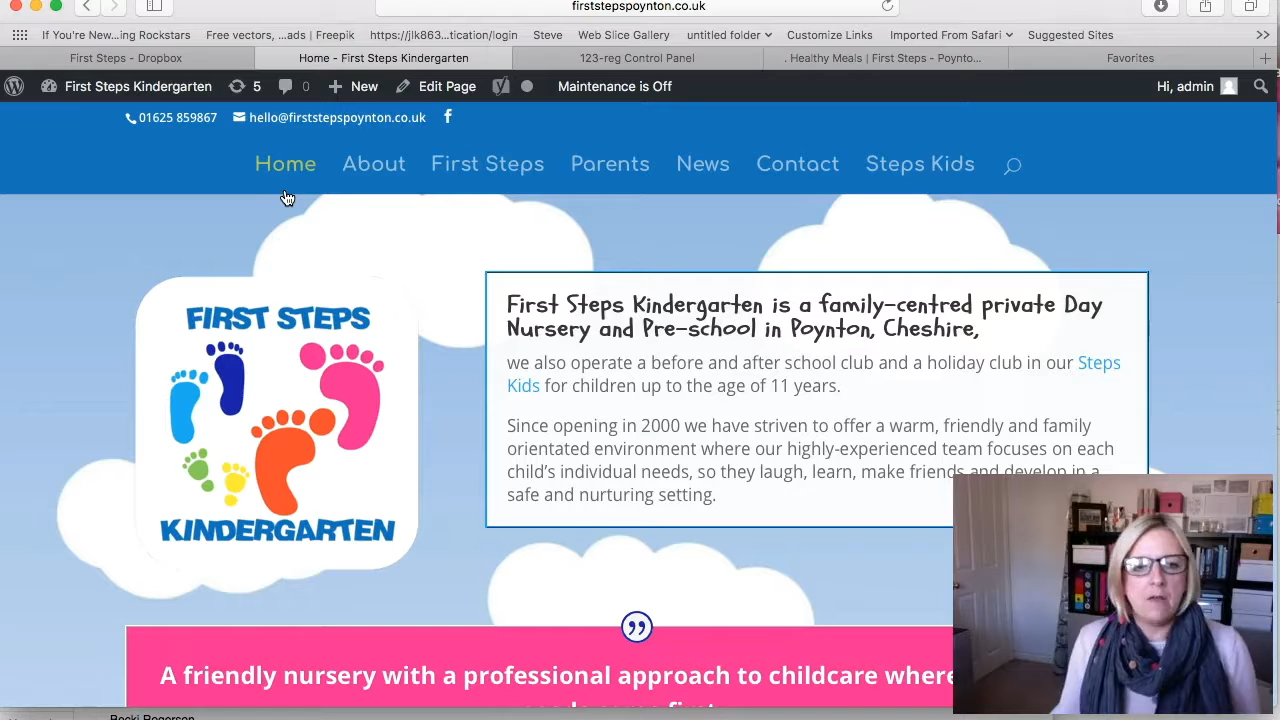 firststepspoynton.co.uk
If You're New...ing Rockstars Free vectors, ...ads | Freepik https://jlk863...tication/login Steve Web Slice Gallery untitled folder Customize Links Imported From Safari Suggested Sites
First Steps - Dropbox Home - First Steps Kindergarten 123-reg Control Panel . Healthy Meals | First Steps - Poynto... Favorites
First Steps Kindergarten 5 0 New Edit Page Maintenance is Off Hi, admin
01625 859867 hello@firststepspoynton.co.uk
Home About First Steps Parents News Contact Steps Kids
FIRST STEPS
KINDERGARTEN
First Steps Kindergarten is a family-centred private Day
Nursery and Pre-school in Poynton, Cheshire,
we also operate a before and after school club and a holiday club in our Steps
Kids for children up to the age of 11 years.
Since opening in 2000 we have striven to offer a warm, friendly and family
orientated environment where our highly-experienced team focuses on each
child's individual needs, so they laugh, learn, make friends and develop in a
safe and nurturing setting.
A friendly nursery with a professional approach to childcare where